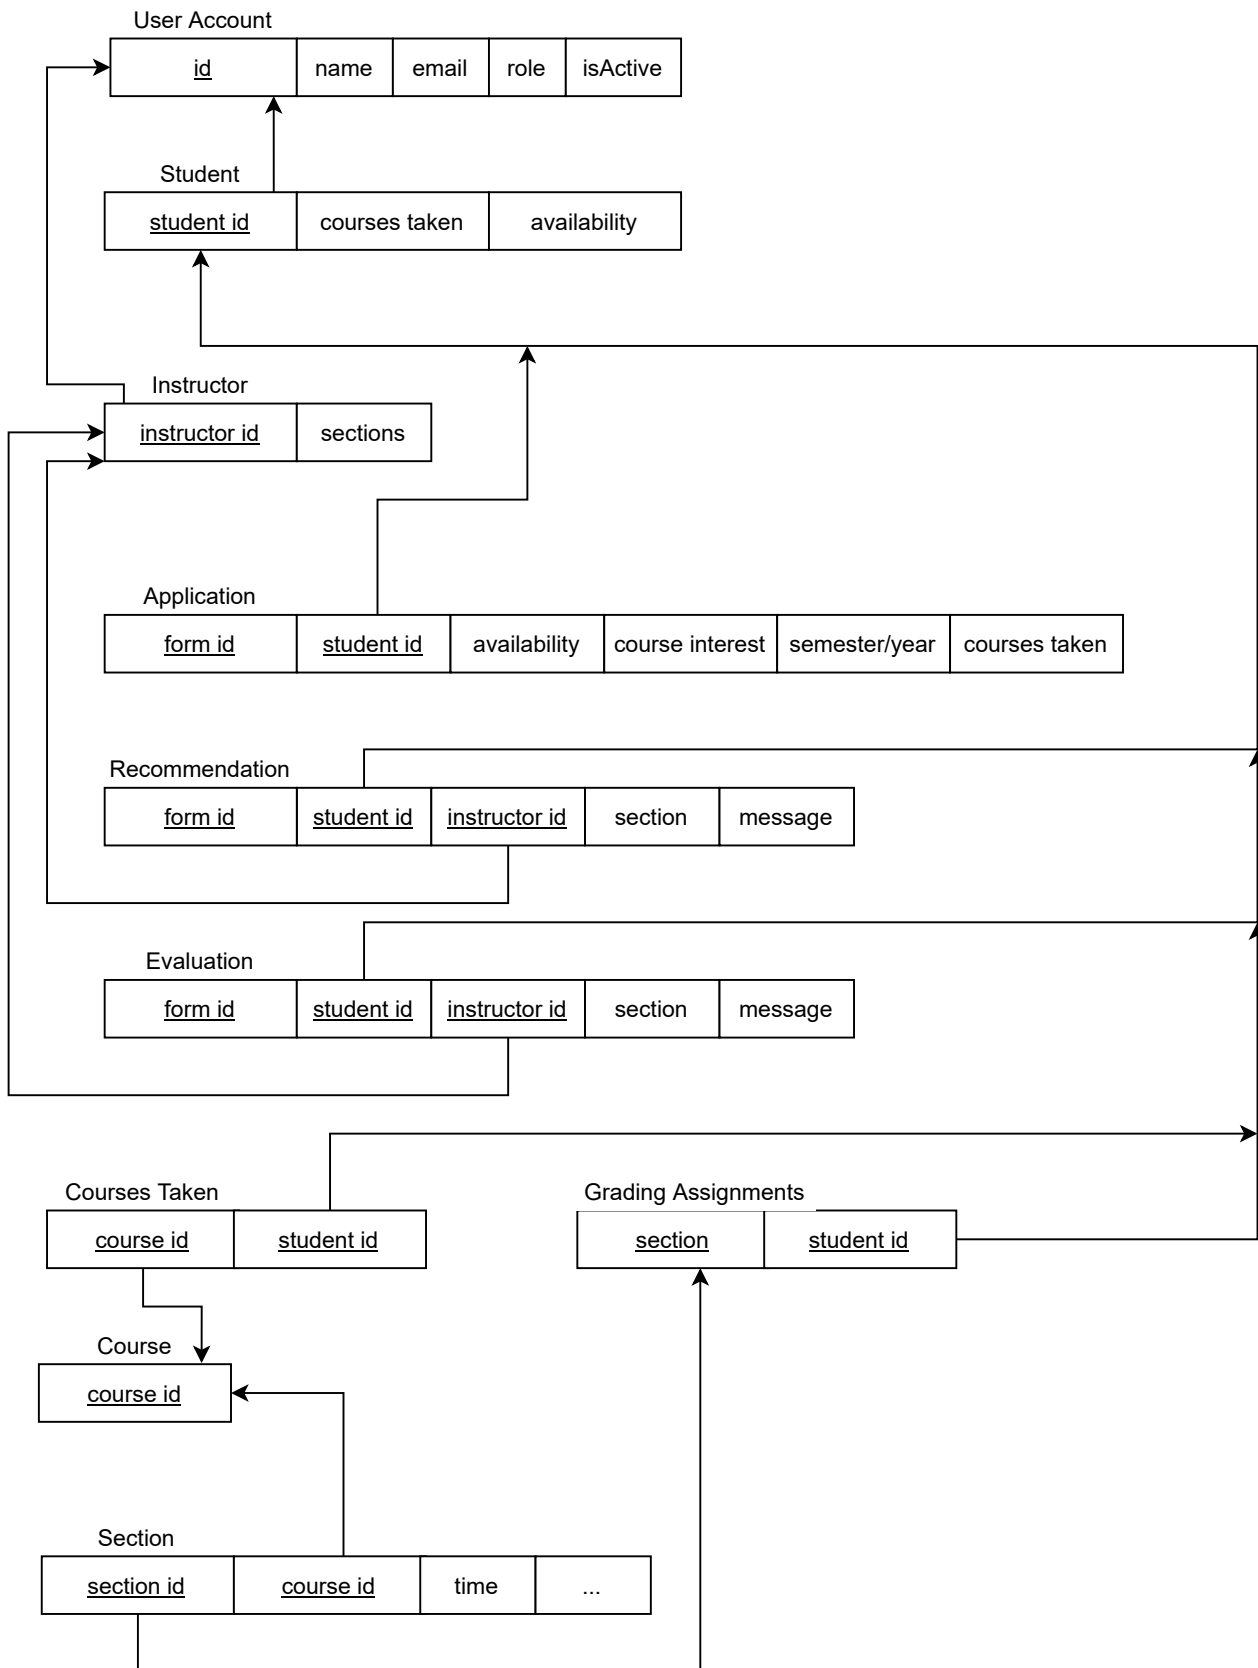 User Account
id name email role isActive
Student
student id courses taken availability
Instructor
instructor id sections
Application
form id student id availability course interest semester/year courses taken
Recommendation
form id student id instructor id section message
Evaluation
form id student id instructor id section message
Courses Taken Grading Assignments
course id student id section student id
Course
course id
Section
section id course id time ...